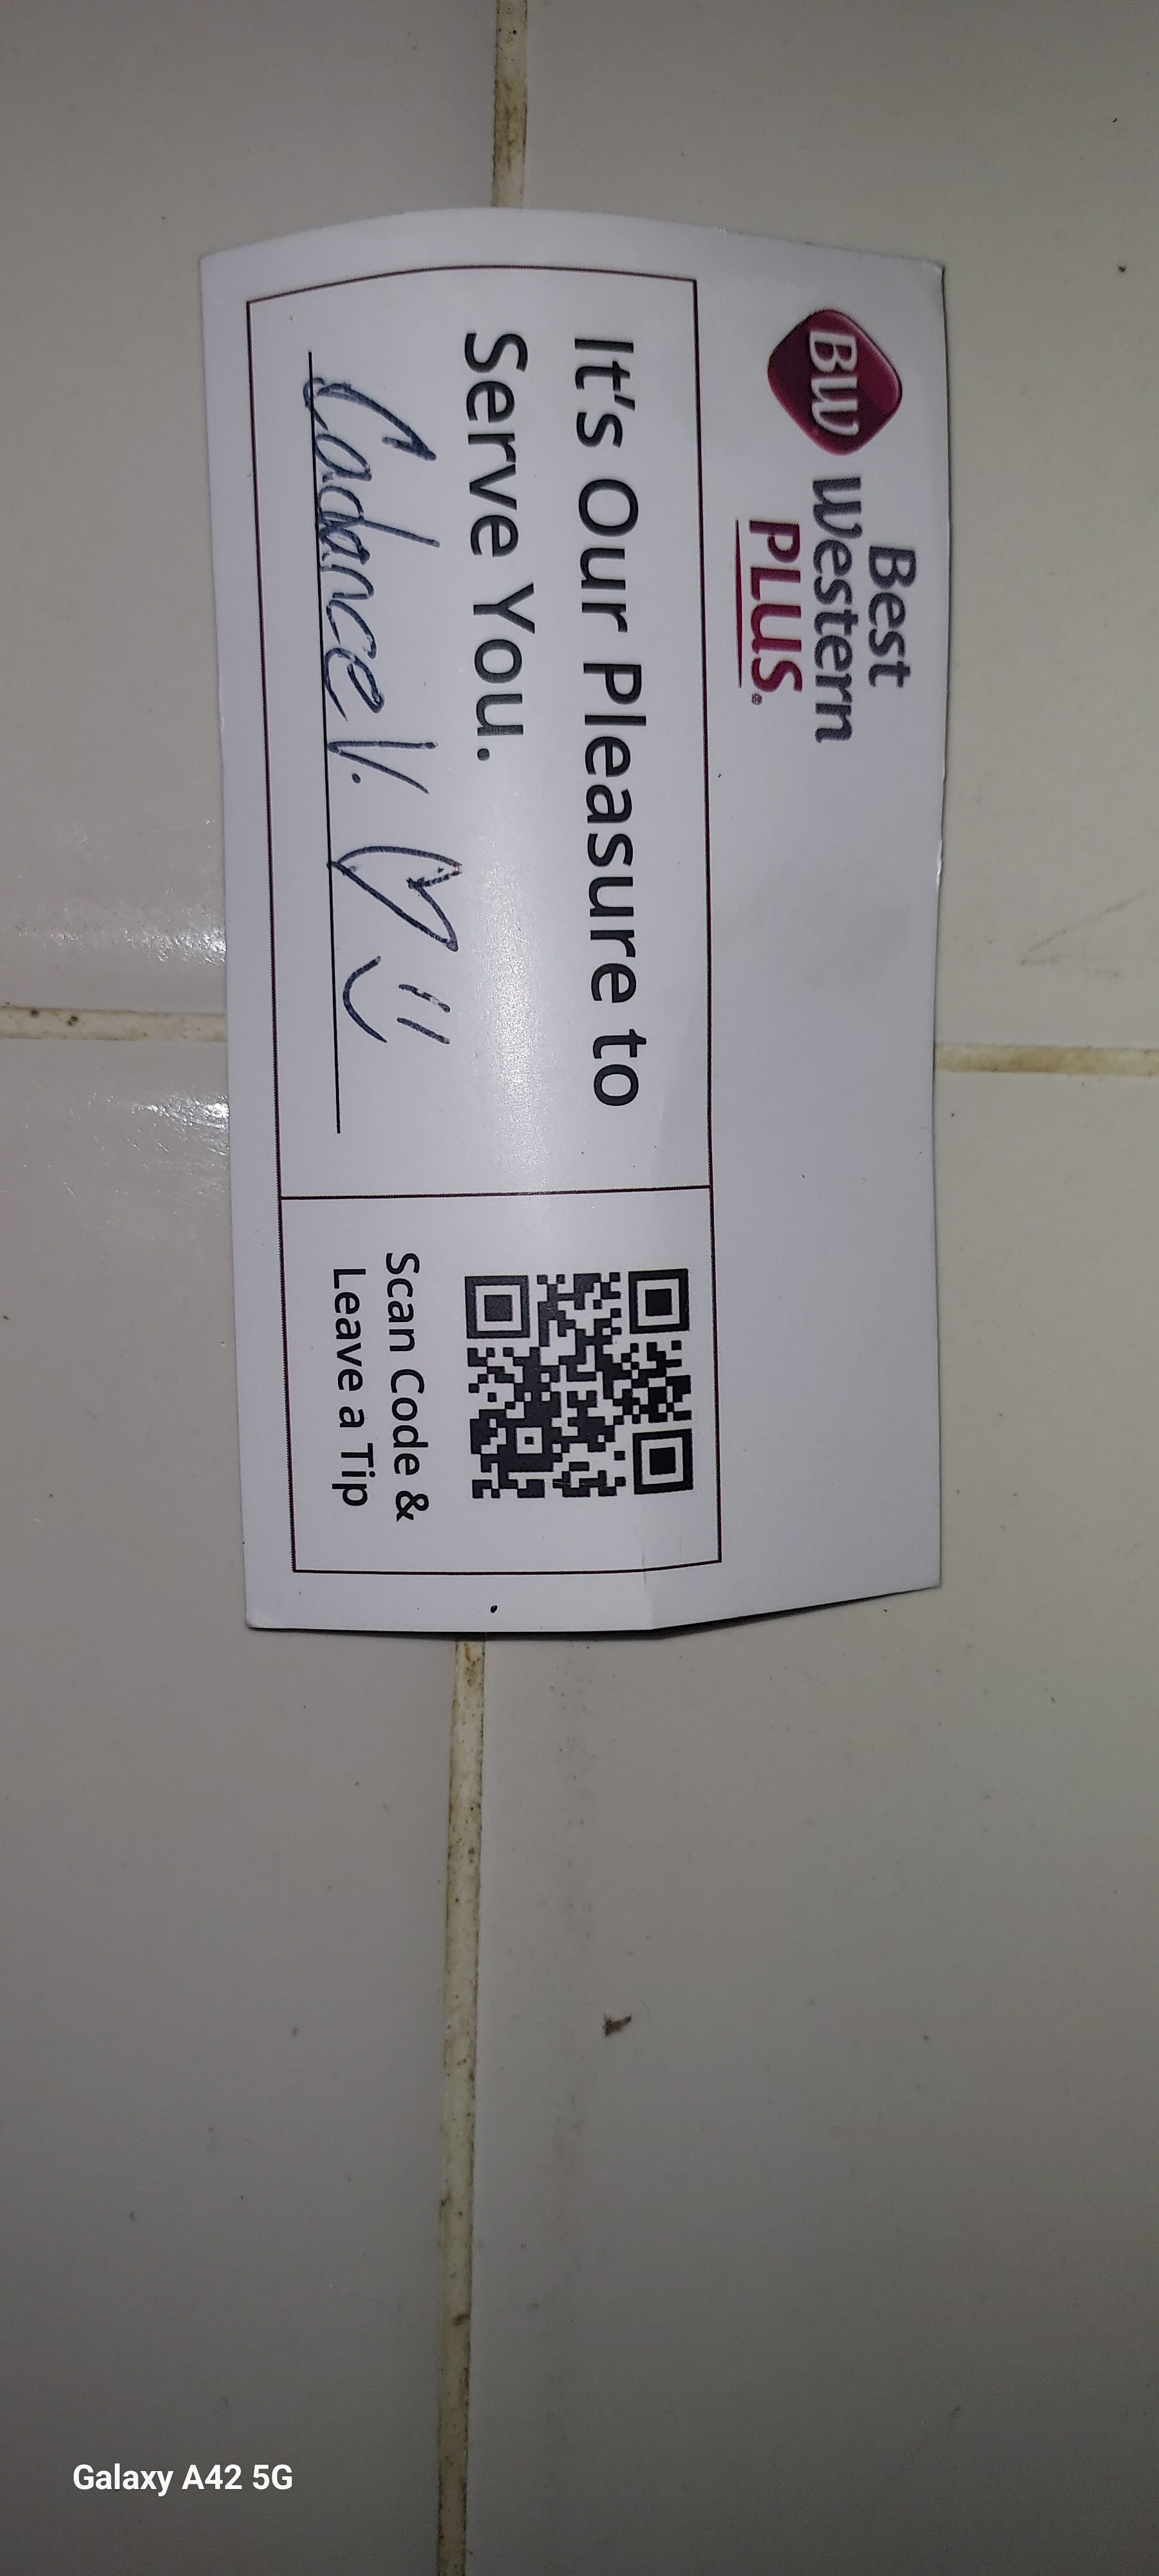 BW
Best
Western
PLUS®
It's Our Pleasure to
Serve You.
Cadance V. ♡ :)
Scan Code &
Leave a Tip
Galaxy A42 5G